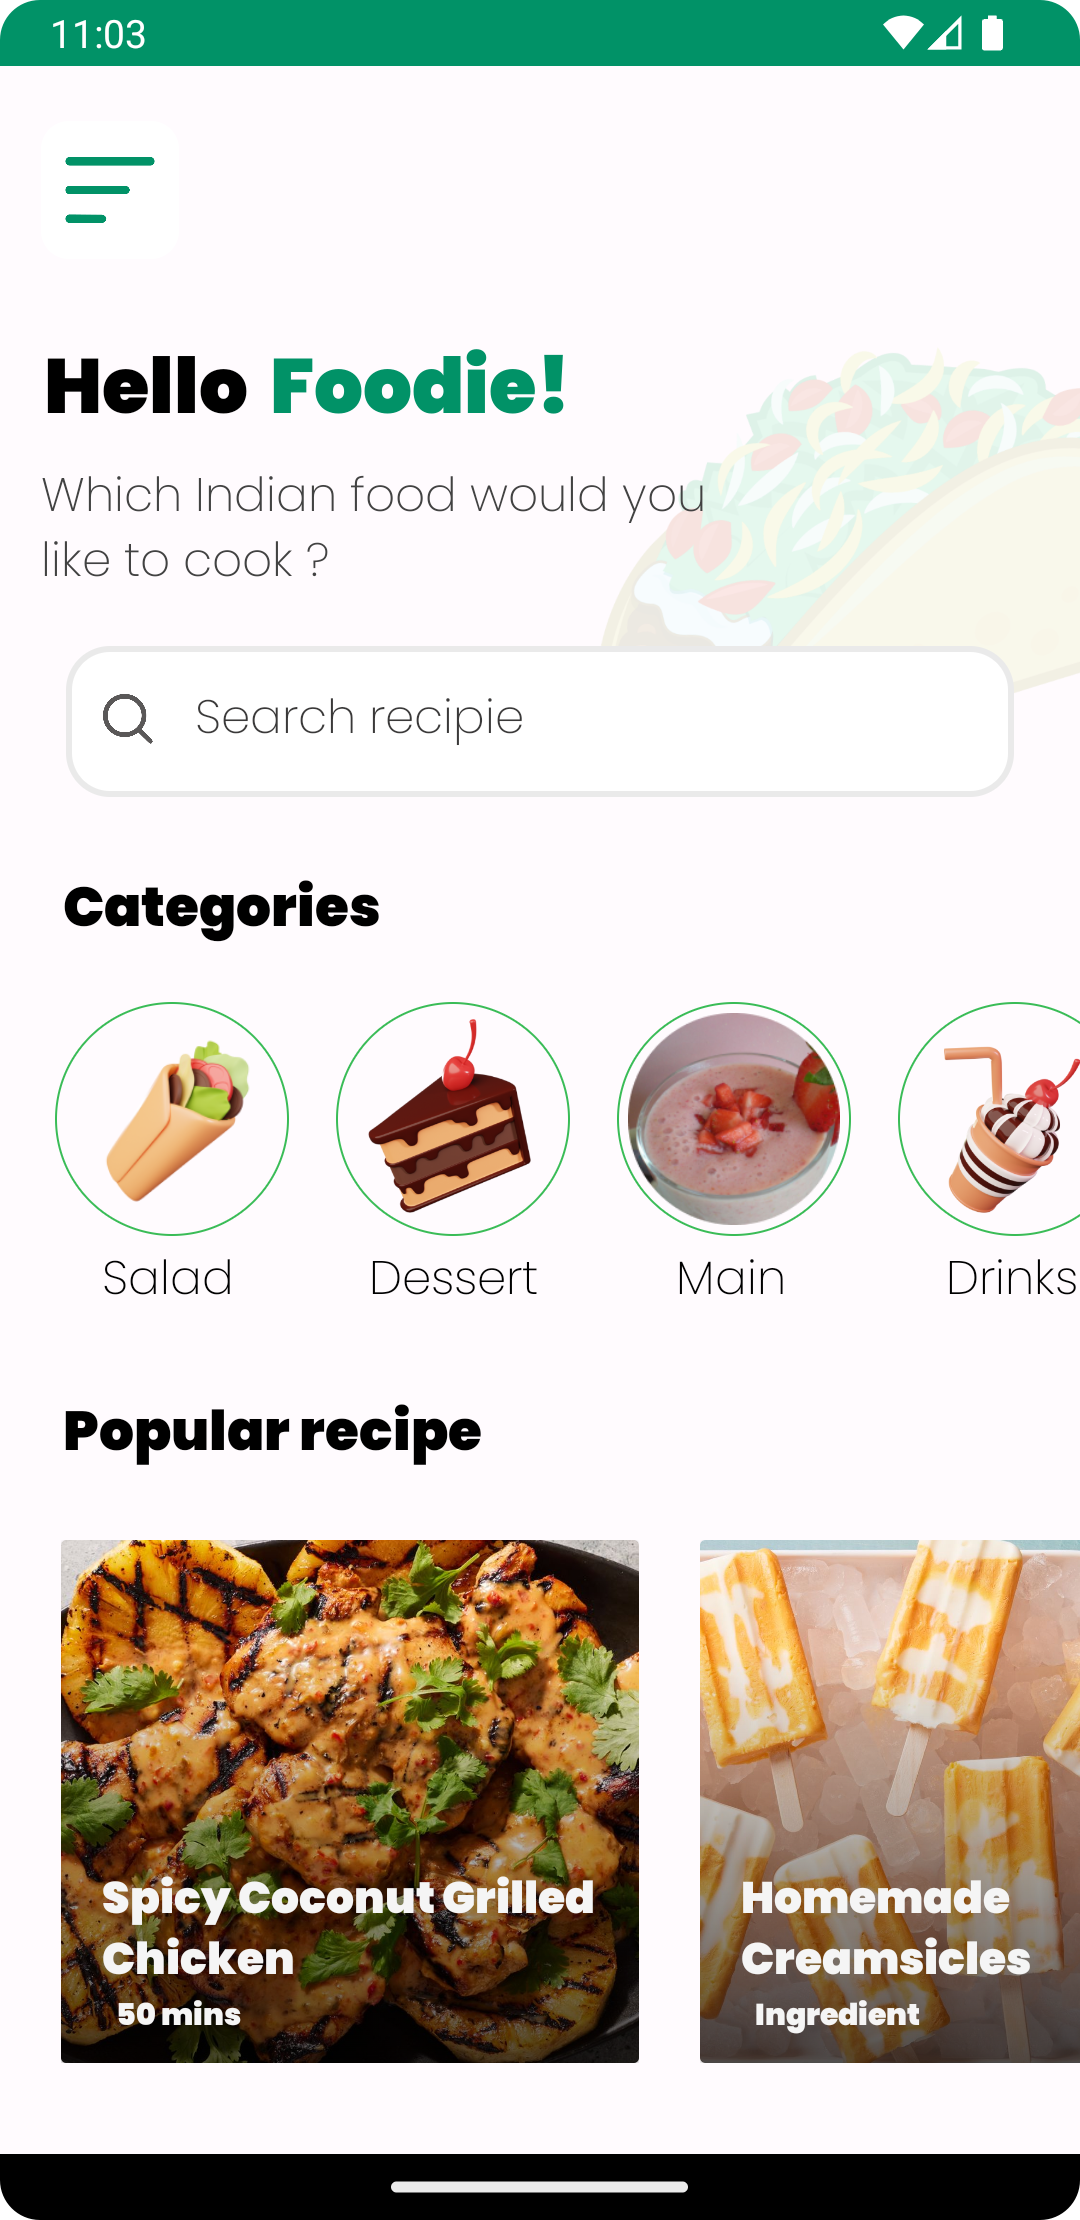 11:03
Hello Foodie!
Which Indian food would you
like to cook ?
Search recipie
Categories
Salad
Dessert
Main
Drinks
Popular recipe
Spicy Coconut Grilled
Chicken
50 mins
Homemade
Creamsicles
Ingredient